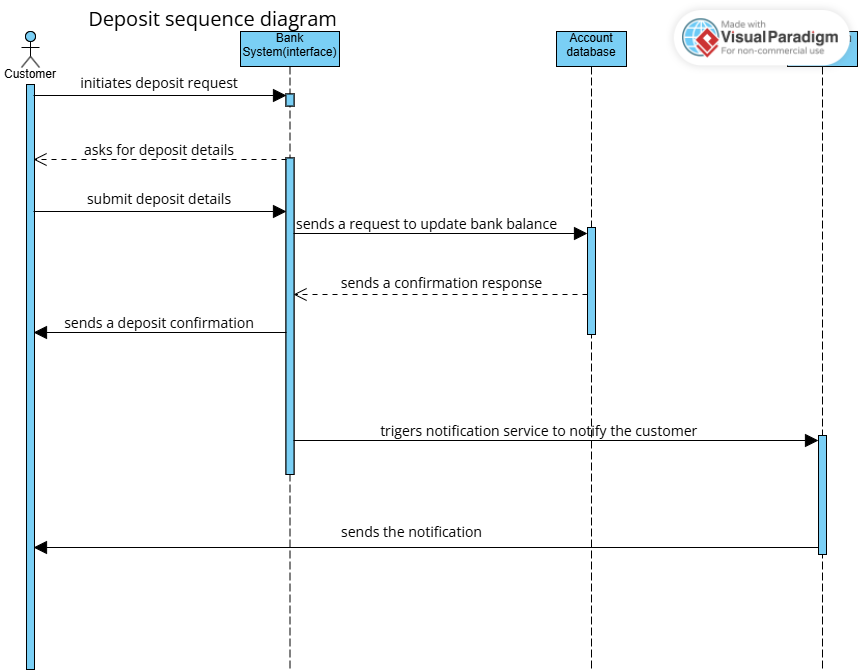 Deposit sequence diagram
Customer
Bank
System(interface)
Account
database
Made with
VisualParadigm
For non-commercial use
initiates deposit request
asks for deposit details
submit deposit details
sends a request to update bank balance
sends a confirmation response
sends a deposit confirmation
trigers notification service to notify the customer
sends the notification